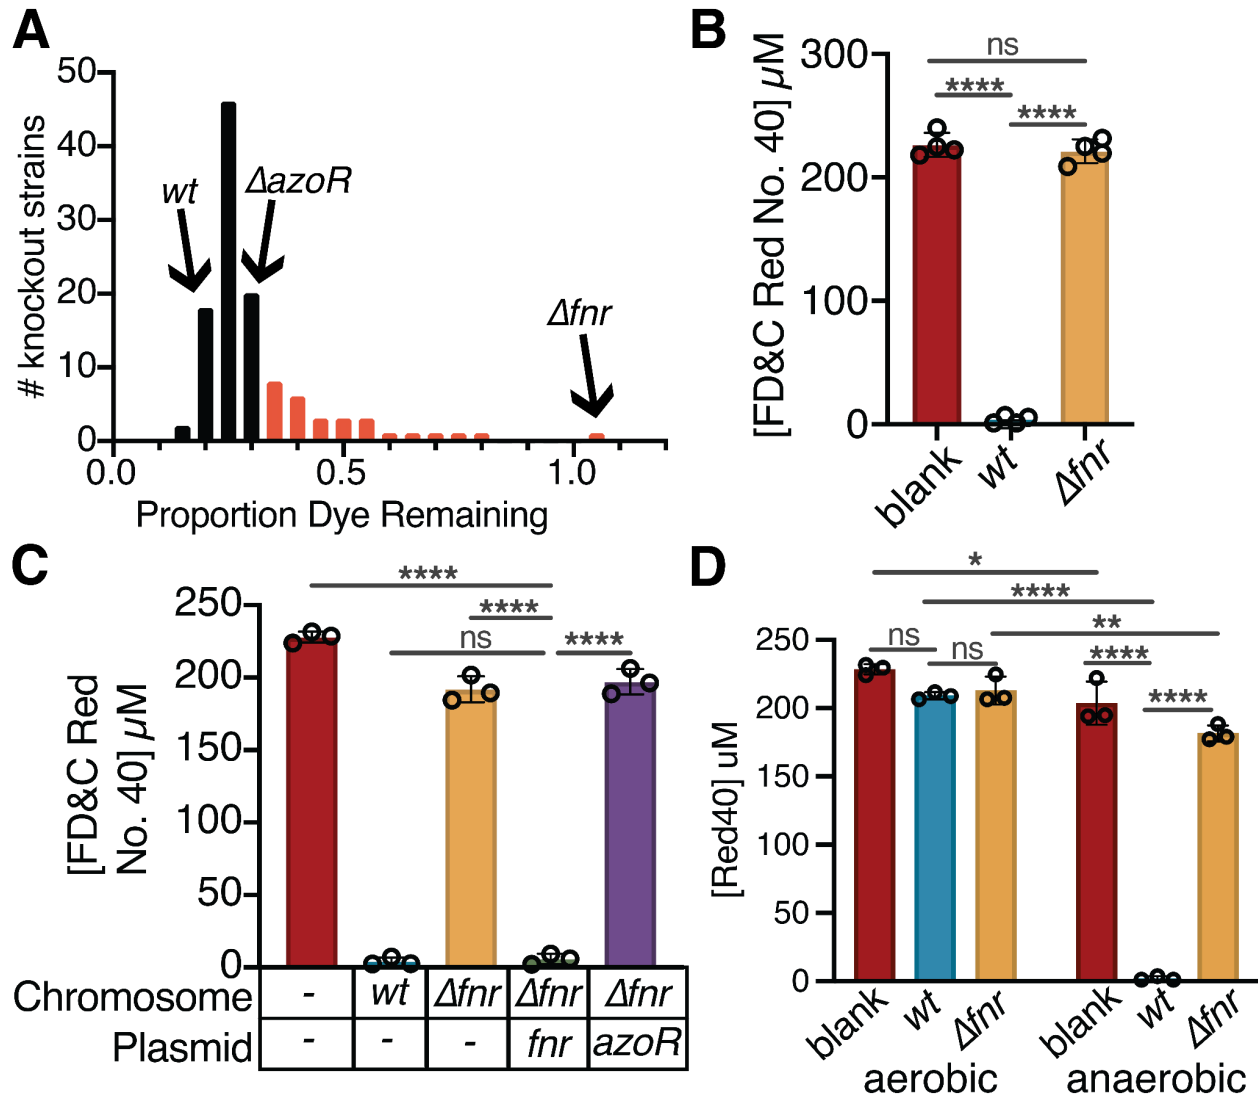 A
# knockout strains
50
40
30
20
10
0
wt
ΔazoR
Δfnr
0.0
0.5
1.0
Proportion Dye Remaining
B
[FD&C Red No. 40] µM
300
200
100
0
ns
****
****
blank
wt
Δfnr
C
[FD&C Red
No. 40] µM
250
200
150
100
50
0
****
****
ns
****
Chromosome - wt Δfnr Δfnr Δfnr
Plasmid - - - fnr azoR
D
[Red40] uM
250
200
150
100
50
0
*
****
**
ns
ns
****
****
blank
wt
Δfnr
blank
wt
Δfnr
aerobic
anaerobic